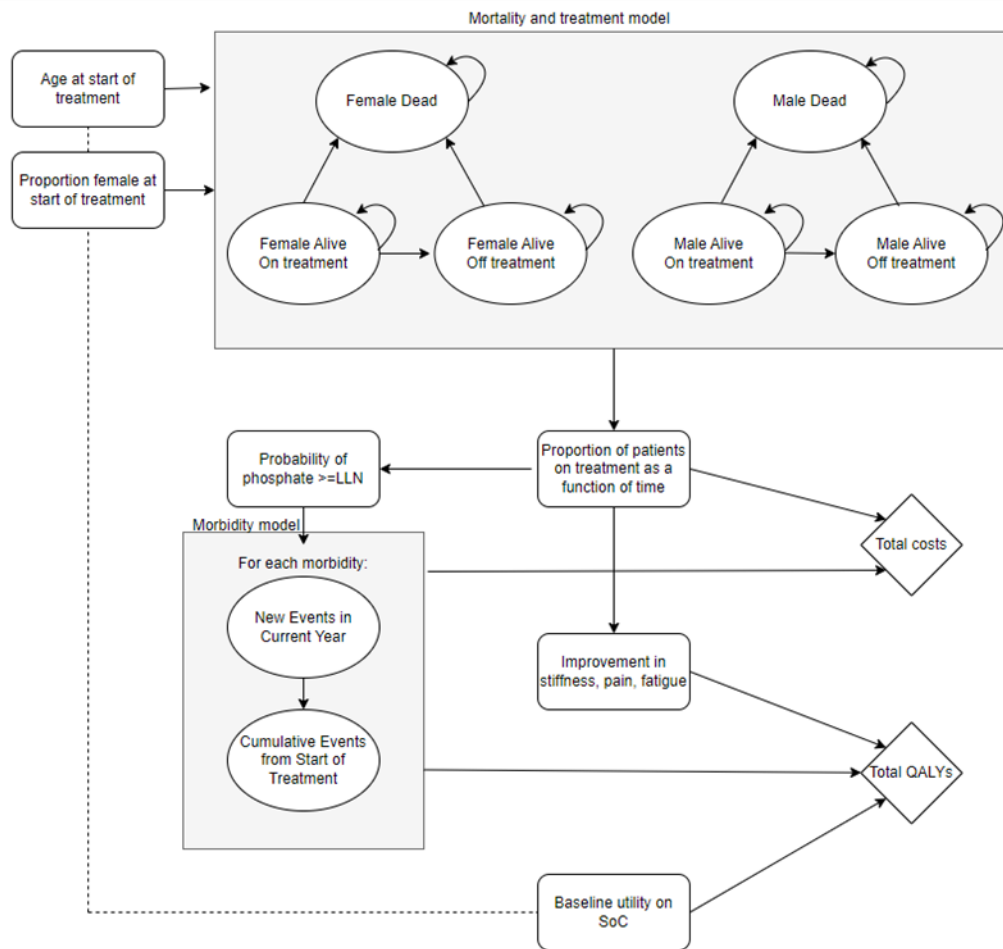 Mortality and treatment model
Age at start of
treatment
Female Dead
Male Dead
Proportion female at
start of treatment
Female Alive
On treatment
Female Alive
Off treatment
Male Alive
On treatment
Male Alive
Off treatment
Probability of
phosphate >=LLN
Proportion of patients
on treatment as a
function of time
Morbidity model
For each morbidity:
Total costs
New Events in
Current Year
Improvement in
stiffness, pain, fatigue
Cumulative Events
from Start of
Treatment
Total QALYs
Baseline utility on
SoC